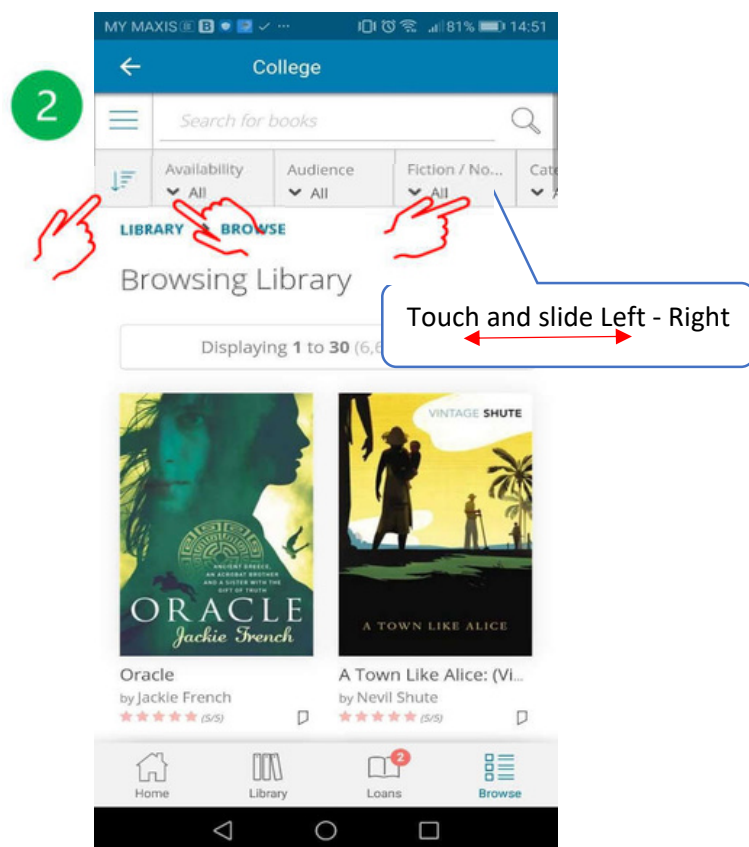 MY MAXIS B 81% 14:51
College
2
Search for books
Availability Audience Fiction / No... Cate
All All All
LIBRARY BROWSE
Browsing Library
Touch and slide Left - Right
Displaying 1 to 30 (6,6
VINTAGE SHUTE
ANCIENT GREECE,
AN ACROBAT BROTHER
AND A SISTER WITH THE
GIFT OF TRUTH
ORACLE
Jackie French
A TOWN LIKE ALICE
Oracle A Town Like Alice: (Vi...
by Jackie French by Nevil Shute
(5/5) (5/5)
2
Home Library Loans Browse